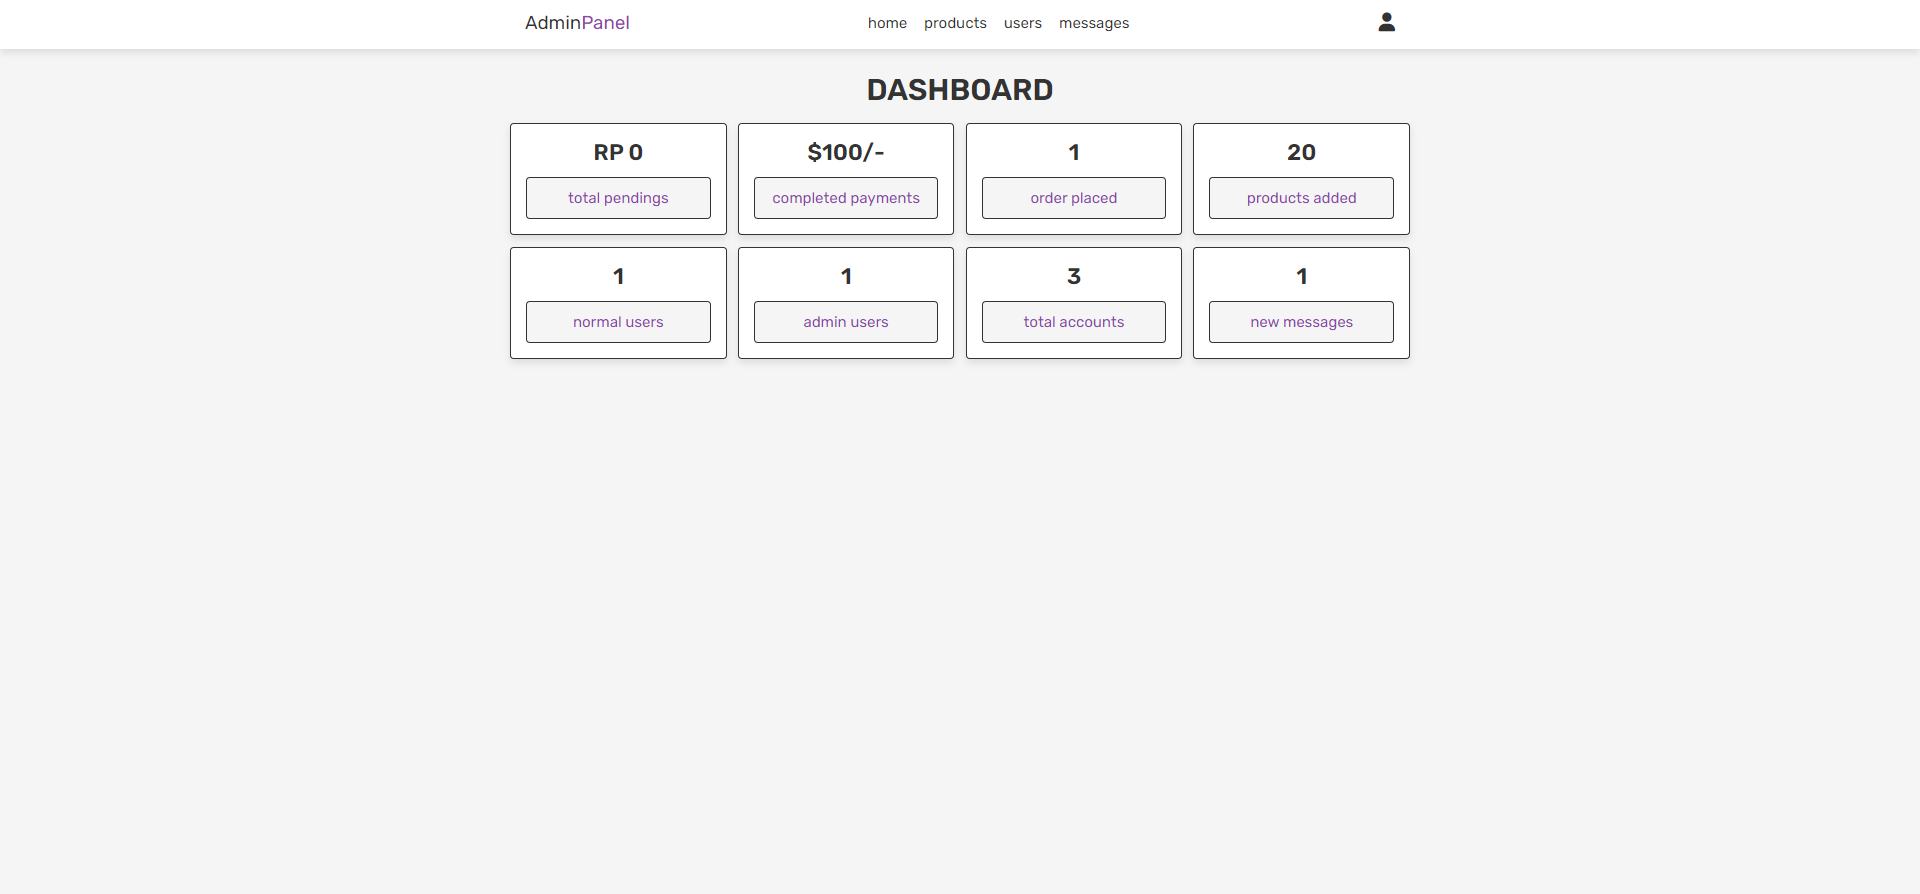 AdminPanel
home products users messages
DASHBOARD
RP 0
total pendings
$100/-
completed payments
1
order placed
20
products added
1
normal users
1
admin users
3
total accounts
1
new messages